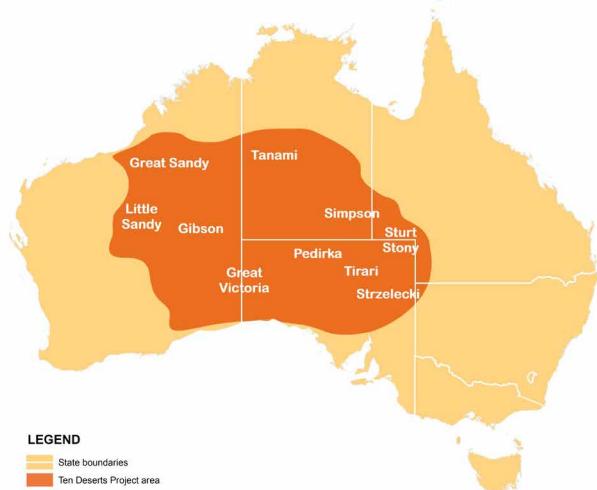 Great Sandy
Tanami
Little
Sandy
Gibson
Simpson
Sturt
Stony
Pedirka
Great
Victoria
Tirari
Strzelecki
LEGEND
State boundaries
Ten Deserts Project area